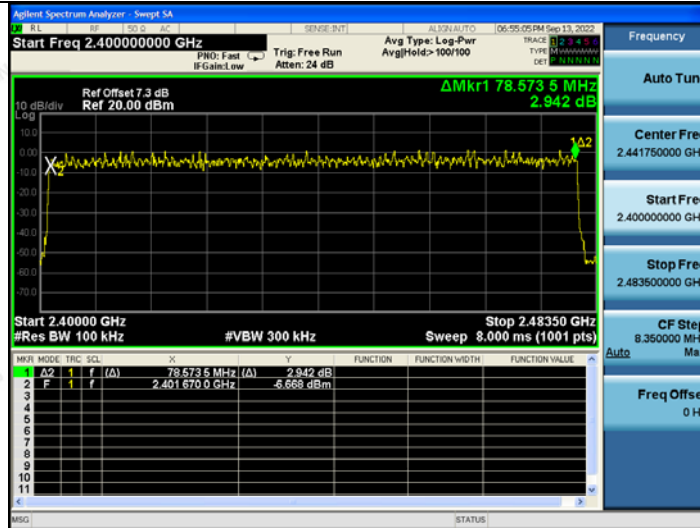 Agilent Spectrum Analyzer - Swept SA
RL RF 50 Ω AC SENSE:INT ALIGNAUTO 06:55:05 PM Sep 13, 2022
Start Freq 2.400000000 GHz
PNO: Fast
IFGain:Low
Trig: Free Run
Atten: 24 dB
Avg Type: Log-Pwr
Avg|Hold:>100/100
TRACE 1 2 3 4 5 6
TYPE M
DET P N N N N N
Ref Offset 7.3 dB
10 dB/div Ref 20.00 dBm
Log
ΔMkr1 78.573 5 MHz
2.942 dB
10.0
0.00
-10.0
-20.0
-30.0
-40.0
-50.0
-60.0
-70.0
1Δ2
2
Start 2.40000 GHz Stop 2.48350 GHz
#Res BW 100 kHz #VBW 300 kHz Sweep 8.000 ms (1001 pts)
MKR MODE TRC SCL X Y FUNCTION FUNCTION WIDTH FUNCTION VALUE
1 Δ2 1 f (Δ) 78.573 5 MHz (Δ) 2.942 dB
2 F 1 f 2.401 670 0 GHz -6.668 dBm
3
4
5
6
7
8
9
10
11
MSG STATUS
Frequency
Auto Tun
Center Fre
2.441750000 GH
Start Fre
2.400000000 GH
Stop Fre
2.483500000 GH
CF Step
8.350000 MH
Auto Ma
Freq Offse
0 H